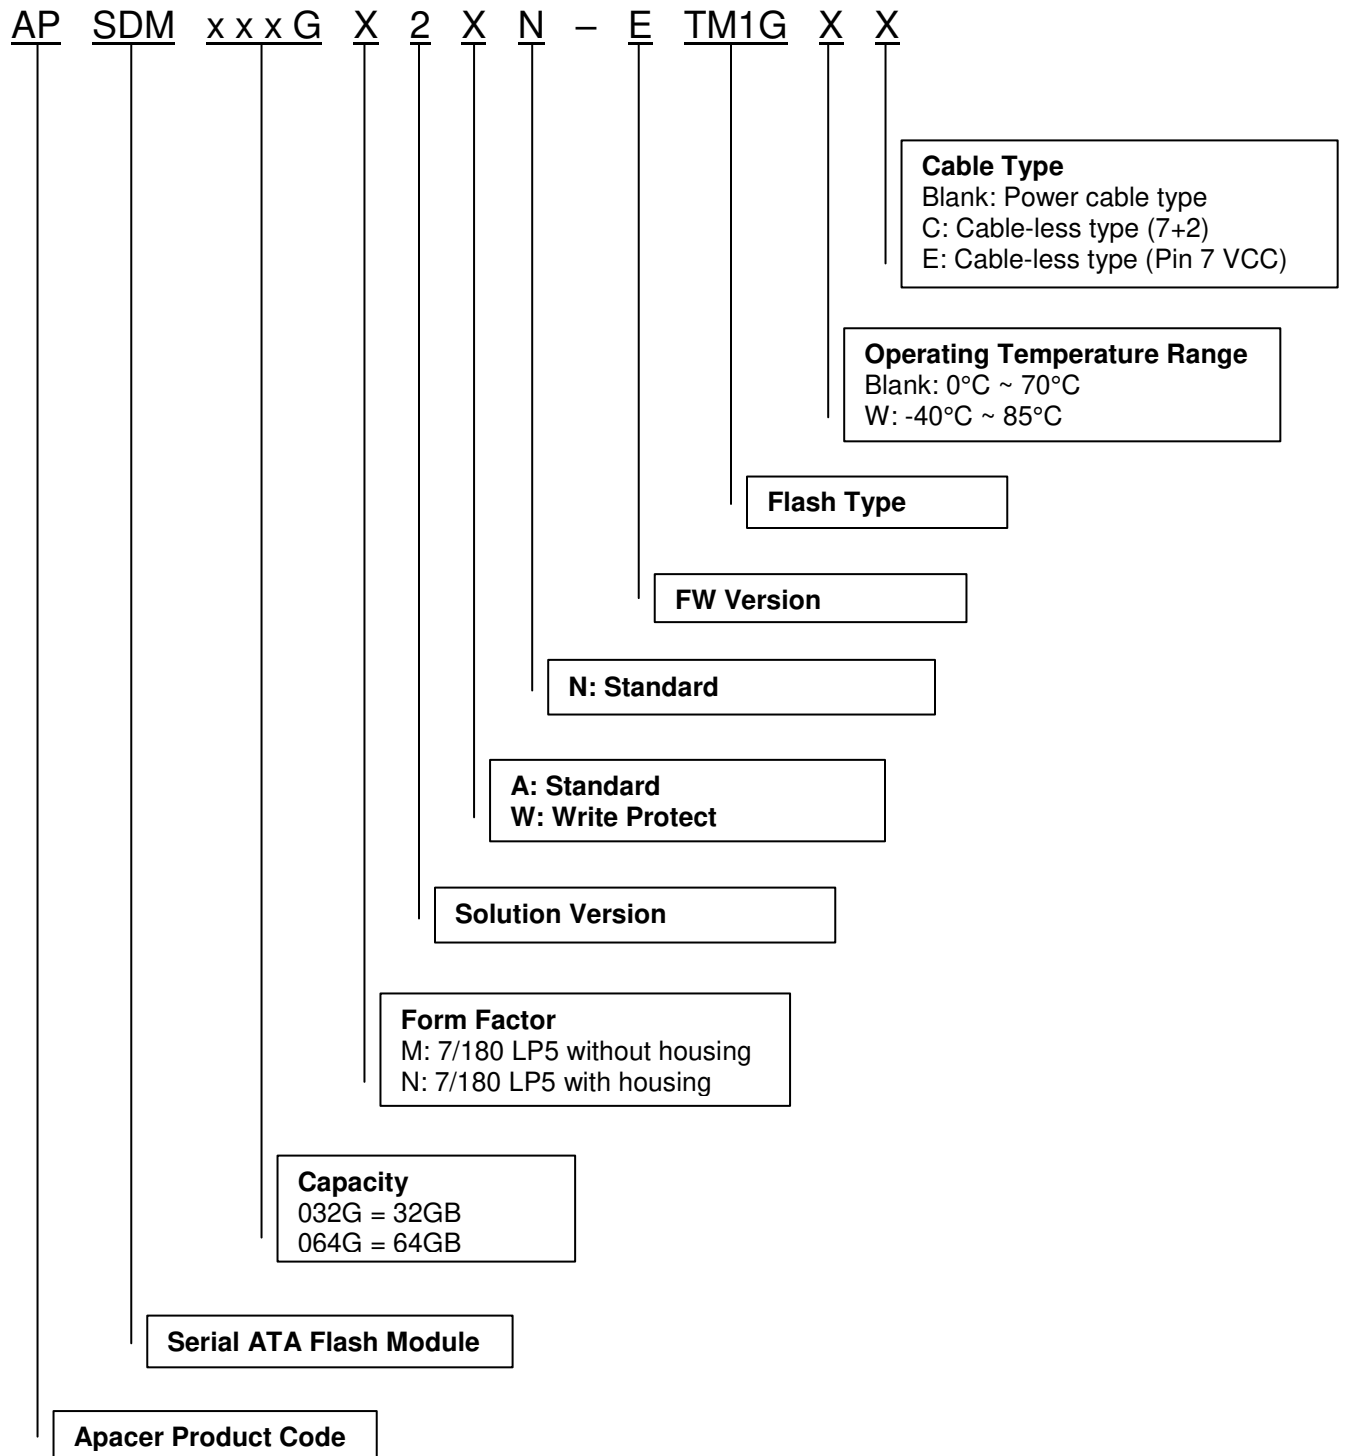 AP SDM x x x G X 2 X N – E TM1G X X
Cable Type
Blank: Power cable type
C: Cable-less type (7+2)
E: Cable-less type (Pin 7 VCC)
Operating Temperature Range
Blank: 0°C ~ 70°C
W: -40°C ~ 85°C
Flash Type
FW Version
N: Standard
A: Standard
W: Write Protect
Solution Version
Form Factor
M: 7/180 LP5 without housing
N: 7/180 LP5 with housing
Capacity
032G = 32GB
064G = 64GB
Serial ATA Flash Module
Apacer Product Code